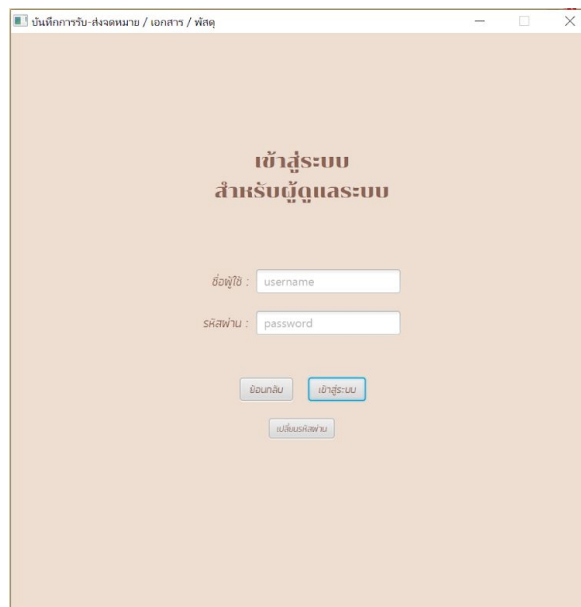 บันทึกการรับ-ส่งจดหมาย / เอกสาร / พัสดุ
เข้าสู่ระบบ
สำหรับผู้ดูแลระบบ
ชื่อผู้ใช้ : username
รหัสผ่าน : password
ย้อนกลับ เข้าสู่ระบบ
เปลี่ยนรหัสผ่าน